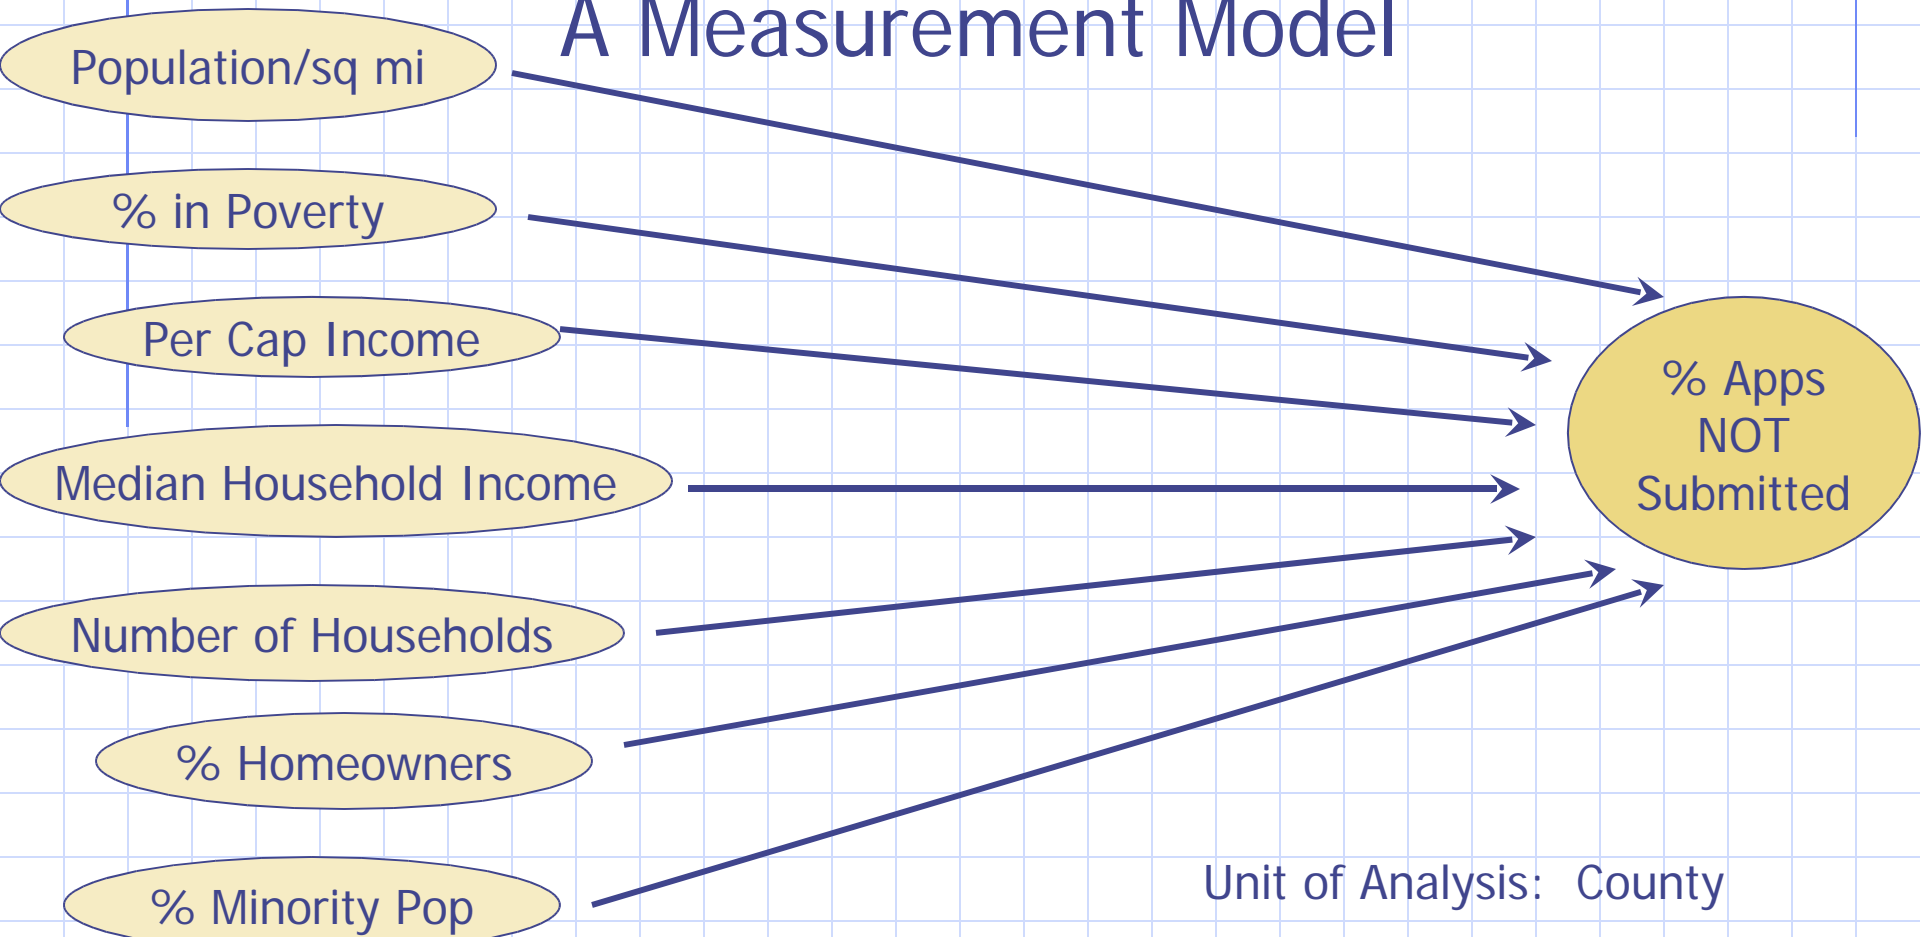 A Measurement Model
Population/sq mi
% in Poverty
Per Cap Income
Median Household Income
Number of Households
% Homeowners
% Minority Pop
% Apps
NOT
Submitted
Unit of Analysis:  County